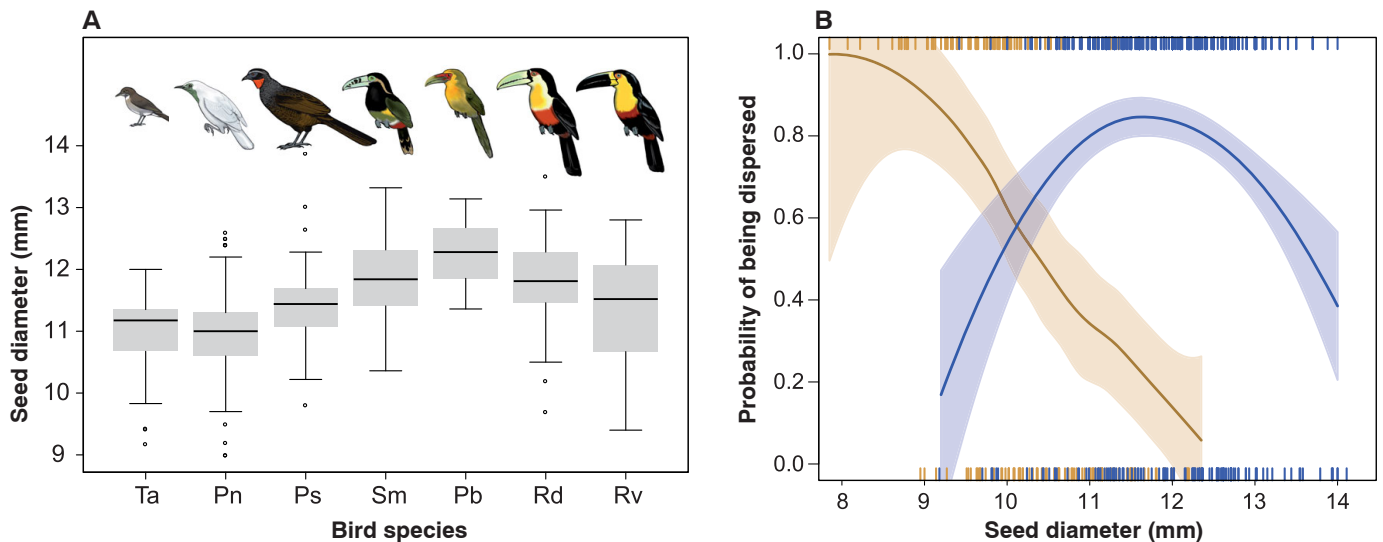 A
Seed diameter (mm)
14
13
12
11
10
9
Ta Pn Ps Sm Pb Rd Rv
Bird species
B
Probability of being dispersed
1.0
0.8
0.6
0.4
0.2
0.0
8 9 10 11 12 13 14
Seed diameter (mm)